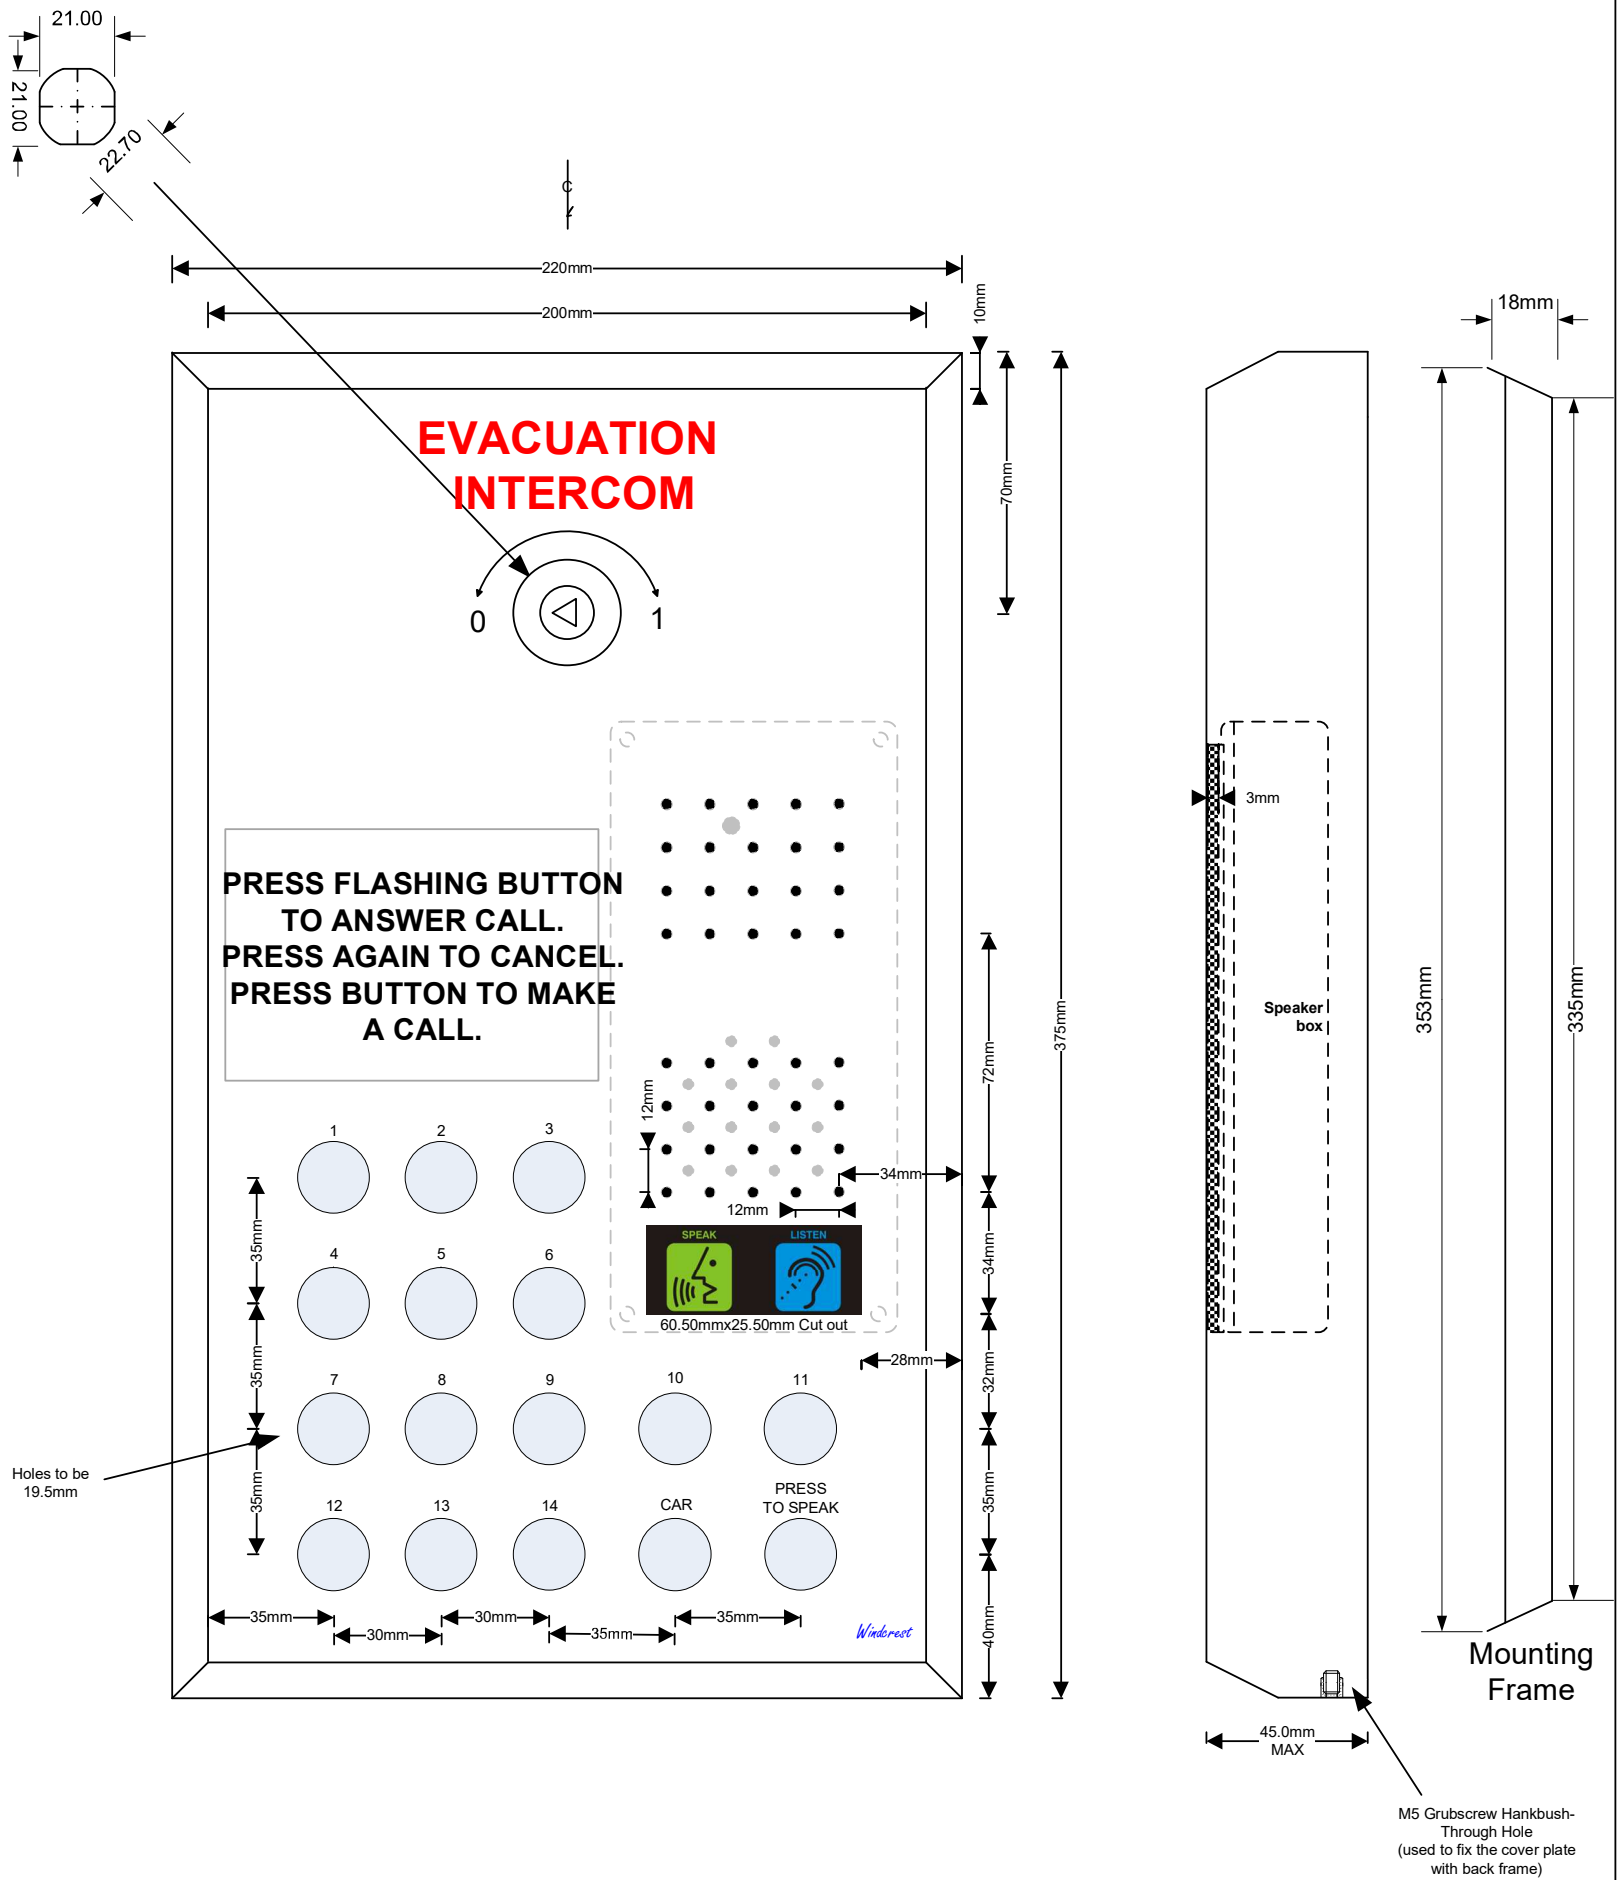 21.00
21.00
22.70
C
220mm
200mm
10mm
18mm
EVACUATION
INTERCOM
70mm
0
1
3mm
PRESS FLASHING BUTTON
TO ANSWER CALL.
PRESS AGAIN TO CANCEL.
PRESS BUTTON TO MAKE
A CALL.
Speaker
box
353mm
335mm
375mm
72mm
12mm
1
2
3
34mm
12mm
35mm
SPEAK
LISTEN
34mm
4
5
6
60.50mmx25.50mm Cut out
28mm
35mm
32mm
7
8
9
10
11
Holes to be
19.5mm
35mm
35mm
12
13
14
CAR
PRESS
TO SPEAK
35mm
30mm
30mm
35mm
35mm
40mm
Windcrest
Mounting
Frame
45.0mm
MAX
M5 Grubscrew Hankbush-
Through Hole
(used to fix the cover plate
with back frame)